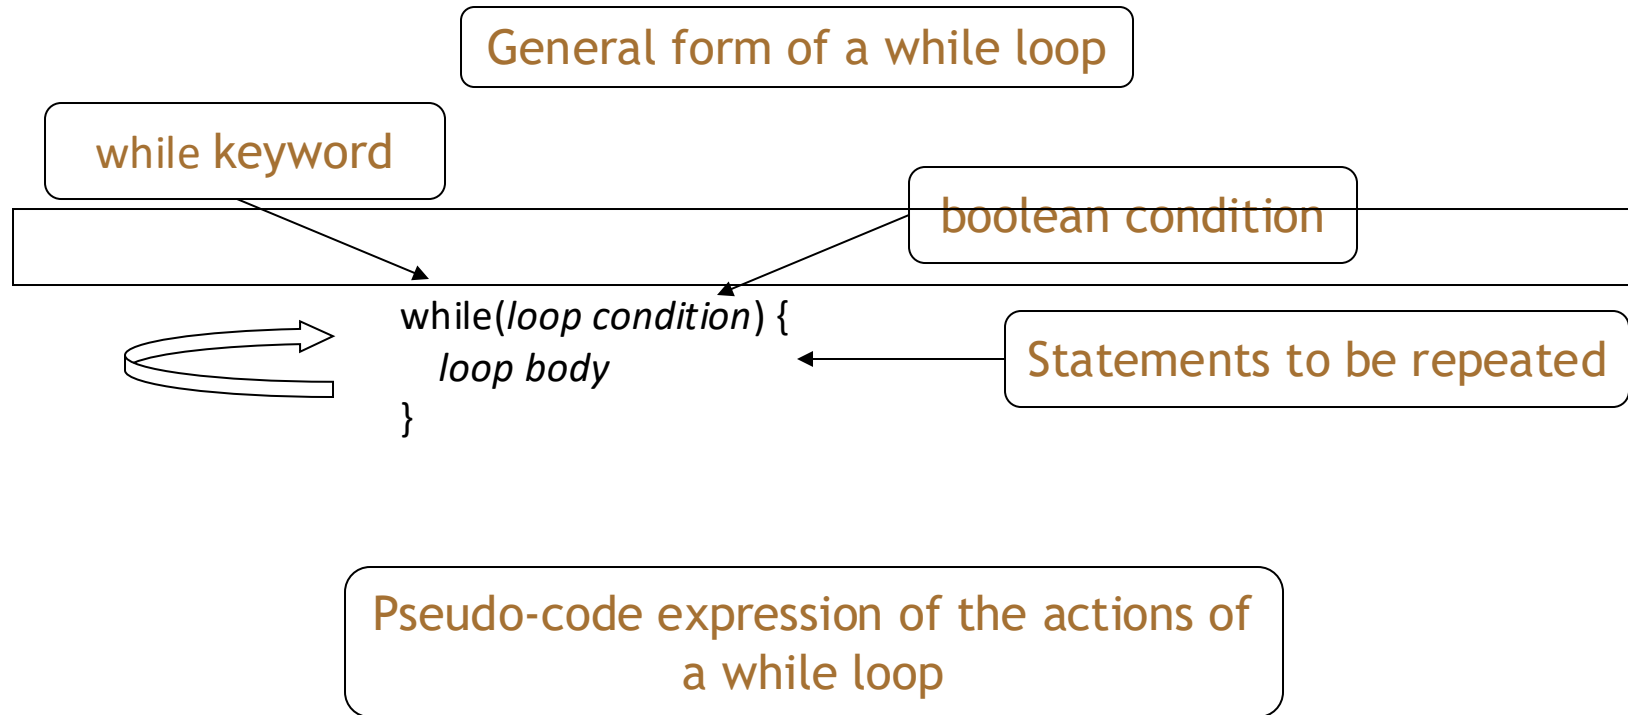 General form of a while loop
while keyword
boolean condition
while(loop condition) {
loop body
}
Statements to be repeated
Pseudo-code expression of the actions of
a while loop